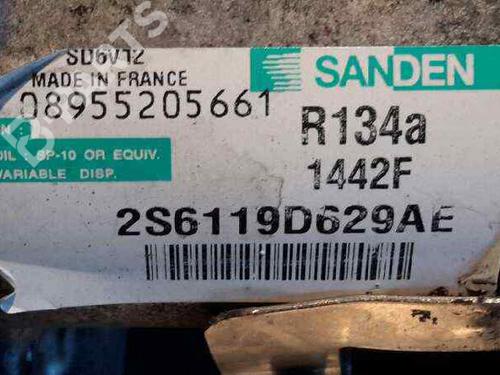 SD6V12
MADE IN FRANCE
08955205661
SANDEN
R134a
1442F
OIL : SP-10 OR EQUIV.
VARIABLE DISP.
2S6119D629AE